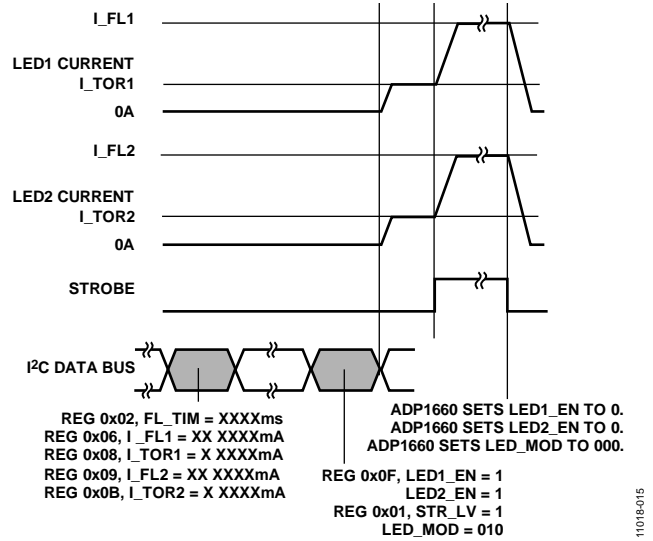 I_FL1
LED1 CURRENT
I_TOR1
0A
I_FL2
LED2 CURRENT
I_TOR2
0A
STROBE
I2C DATA BUS
REG 0x02, FL_TIM = XXXXms
REG 0x06, I _FL1 = XX XXXXmA
REG 0x08, I_TOR1 = X XXXXmA
REG 0x09, I_FL2 = XX XXXXmA
REG 0x0B, I_TOR2 = X XXXXmA
ADP1660 SETS LED1_EN TO 0.
ADP1660 SETS LED2_EN TO 0.
ADP1660 SETS LED_MOD TO 000.
REG 0x0F, LED1_EN = 1
LED2_EN = 1
REG 0x01, STR_LV = 1
LED_MOD = 010
11018-015